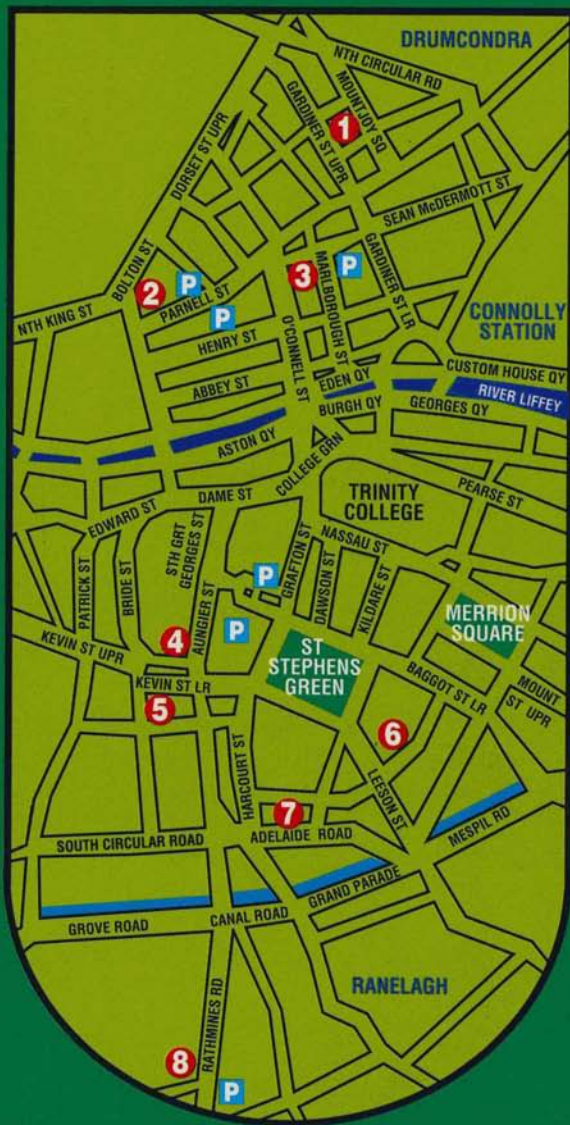 DRUMCONDRA
NTH CIRCULAR RD
MOUNTJOY SQ
GARDINER ST UPR
1
DORSET ST UPR
SEAN McDERMOTT ST
BOLTON ST
2
P
PARNELL ST
P
3
MARLBOROUGH ST
P
GARDINER ST LR
NTH KING ST
HENRY ST
O'CONNELL ST
CONNOLLY
STATION
ABBEY ST
EDEN QY
CUSTOM HOUSE QY
RIVER LIFFEY
BURGH QY
GEORGES QY
ASTON QY
COLLEGE GRN
DAME ST
EDWARD ST
TRINITY
COLLEGE
PEARSE ST
STH GRT
GEORGES ST
NASSAU ST
GRAFTON ST
DAWSON ST
KILDARE ST
PATRICK ST
BRIDE ST
AUNGIER ST
P
P
MERRION
SQUARE
KEVIN ST UPR
4
ST
STEPHENS
GREEN
BAGGOT ST LR
MOUNT
ST UPR
KEVIN ST LR
5
6
HARCOURT ST
LEESON ST
7
MESPIL RD
SOUTH CIRCULAR ROAD
ADELAIDE ROAD
GRAND PARADE
GROVE ROAD
CANAL ROAD
RANELAGH
RATHMINES RD
8
P